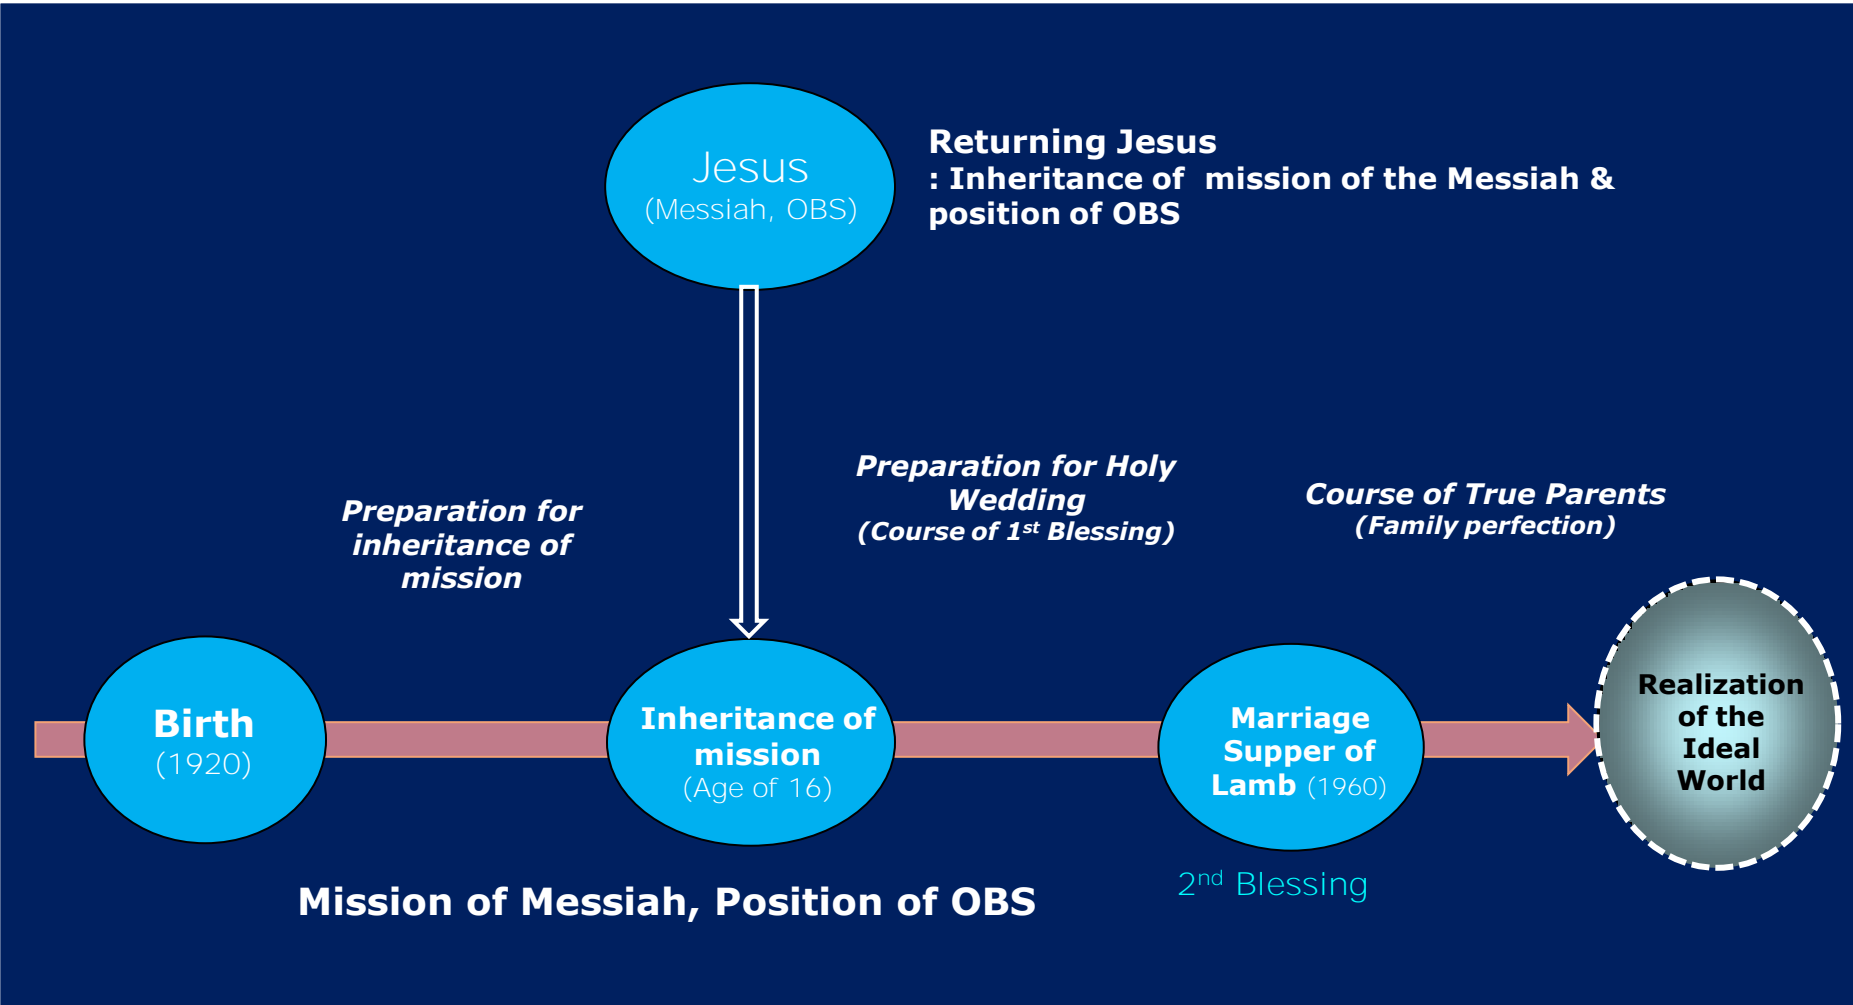 Jesus
(Messiah, OBS)
Returning Jesus
: Inheritance of  mission of the Messiah &
position of OBS
Preparation for
inheritance of
mission
Preparation for Holy
Wedding
(Course of 1st Blessing)
Course of True Parents
(Family perfection)
Birth
(1920)
Inheritance of
mission
(Age of 16)
Marriage
Supper of
Lamb (1960)
Realization
of the
Ideal
World
2nd Blessing
Mission of Messiah, Position of OBS